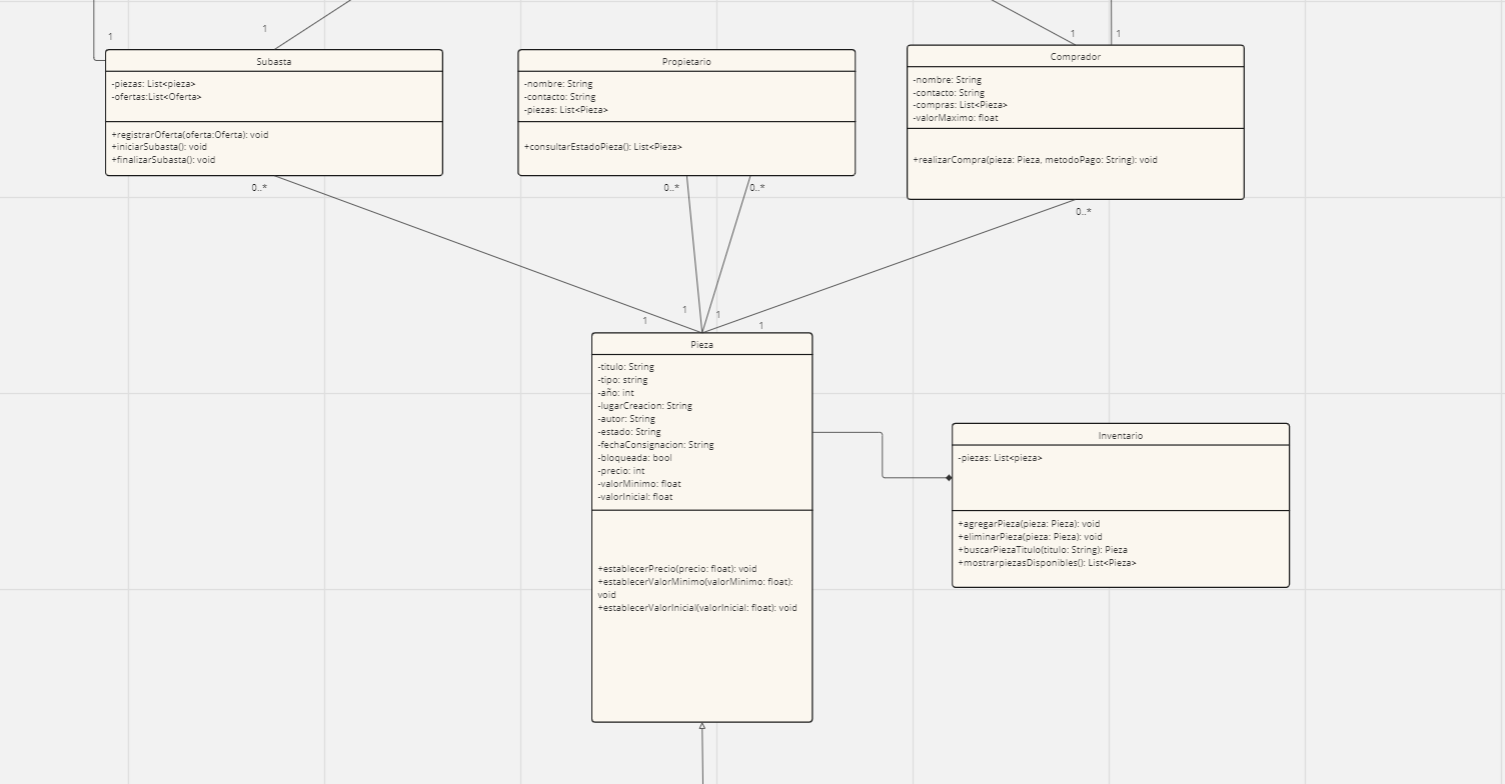 1
1
1
1
Subasta
-piezas: List<pieza>
-ofertas:List<Oferta>
+registrarOferta(oferta:Oferta): void
+iniciarSubasta(): void
+finalizarSubasta(): void
0..*
Propietario
-nombre: String
-contacto: String
-piezas: List<Pieza>
+consultarEstadoPieza(): List<Pieza>
0..*
0..*
Comprador
-nombre: String
-contacto: String
-compras: List<Pieza>
-valorMaximo: float
+realizarCompra(pieza: Pieza, metodoPago: String): void
0..*
1
1
1
1
Pieza
-titulo: String
-tipo: string
-año: int
-lugarCreacion: String
-autor: String
-estado: String
-fechaConsignacion: String
-bloqueada: bool
-precio: int
-valorMinimo: float
-valorInicial: float
+establecerPrecio(precio: float): void
+establecerValorMinimo(valorMinimo: float):
void
+establecerValorInicial(valorInicial: float): void
Inventario
-piezas: List<pieza>
+agregarPieza(pieza: Pieza): void
+eliminarPieza(pieza: Pieza): void
+buscarPiezaTitulo(titulo: String): Pieza
+mostrarpiezasDisponibles(): List<Pieza>